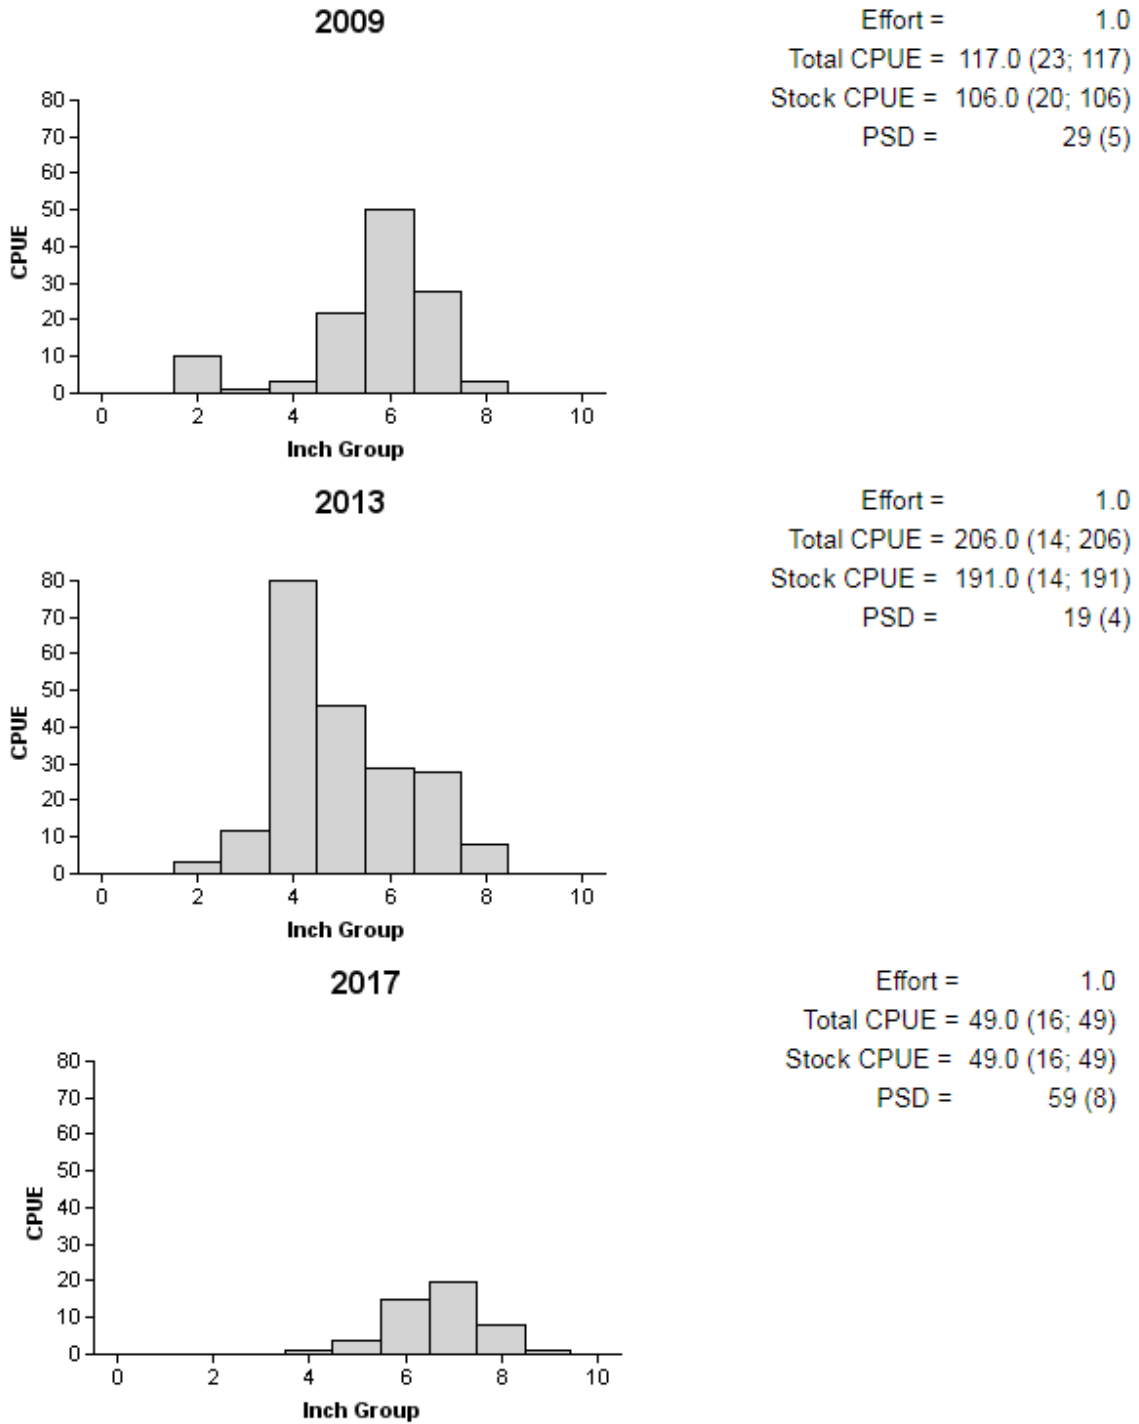 2009
Effort = 1.0
Total CPUE = 117.0 (23; 117)
Stock CPUE = 106.0 (20; 106)
PSD = 29 (5)
80
70
60
50
40
30
20
10
0
CPUE
0 2 4 6 8 10
Inch Group
2013
Effort = 1.0
Total CPUE = 206.0 (14; 206)
Stock CPUE = 191.0 (14; 191)
PSD = 19 (4)
80
70
60
50
40
30
20
10
0
CPUE
0 2 4 6 8 10
Inch Group
2017
Effort = 1.0
Total CPUE = 49.0 (16; 49)
Stock CPUE = 49.0 (16; 49)
PSD = 59 (8)
80
70
60
50
40
30
20
10
0
CPUE
0 2 4 6 8 10
Inch Group